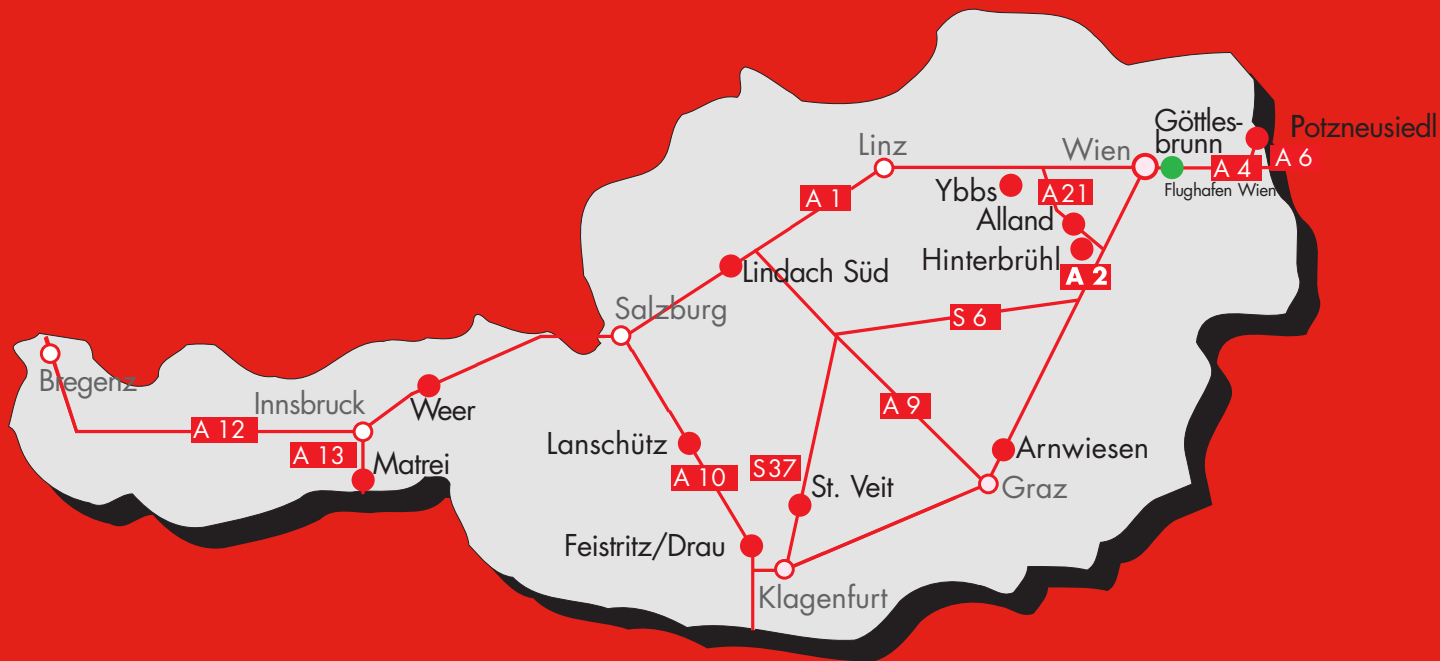 Göttles-
brunn
Potzneusiedl
Linz
Wien
A 4
A 6
Flughafen Wien
Ybbs
A 1
A21
Alland
Hinterbrühl
Lindach Süd
A 2
Salzburg
S 6
Bregenz
Innsbruck
Weer
A 9
A 12
Lanschütz
Arnwiesen
A 13
Matrei
A 10
S37
St. Veit
Graz
Feistritz/Drau
Klagenfurt